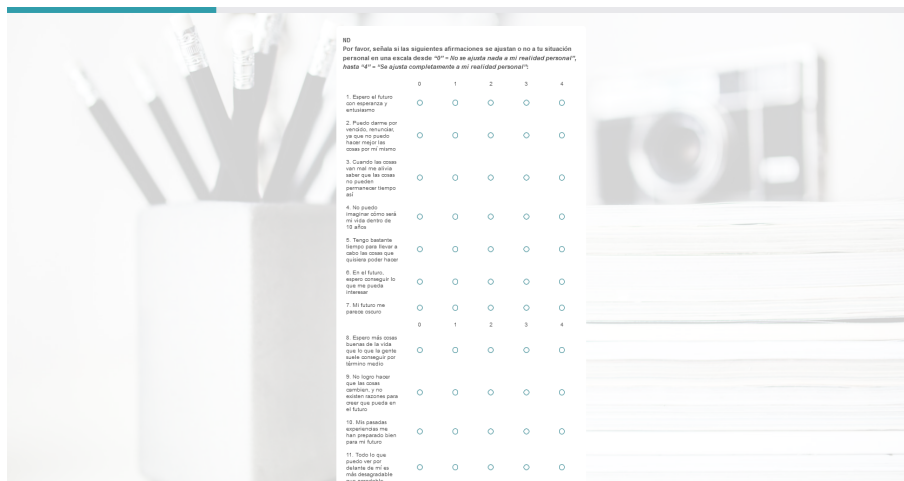 ND
Por favor, señala si las siguientes afirmaciones se ajustan o no a tu situación
personal en una escala desde “0” = No se ajusta nada a mi realidad personal”,
hasta “4” = “Se ajusta completamente a mi realidad personal”:
0 1 2 3 4
1. Espero el futuro
con esperanza y
entusiasmo
2. Puedo darme por
vencido, renunciar,
ya que no puedo
hacer mejor las
cosas por mí mismo
3. Cuando las cosas
van mal me alivia
saber que las cosas
no pueden
permanecer tiempo
así
4. No puedo
imaginar cómo será
mi vida dentro de
10 años
5. Tengo bastante
tiempo para llevar a
cabo las cosas que
quisiera poder hacer
6. En el futuro,
espero conseguir lo
que me pueda
interesar
7. Mi futuro me
parece oscuro
0 1 2 3 4
8. Espero más cosas
buenas de la vida
que lo que la gente
suele conseguir por
término medio
9. No logro hacer
que las cosas
cambien, y no
existen razones para
creer que pueda en
el futuro
10. Mis pasadas
experiencias me
han preparado bien
para mi futuro
11. Todo lo que
puedo ver por
delante de mí es
más desagradable